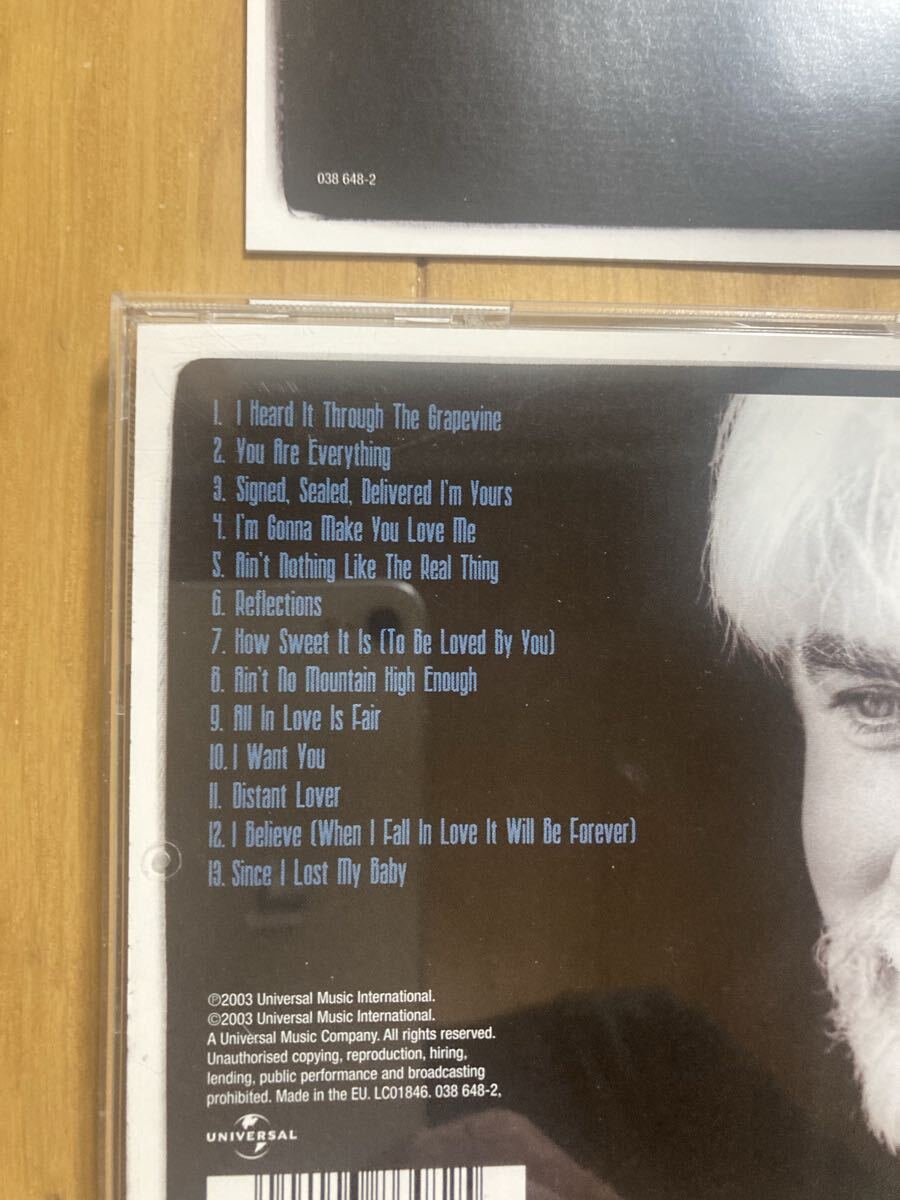 038 648-2
1. I Heard It Through The Grapevine
2. You Are Everything
3. Signed, Sealed, Delivered I'm Yours
4. I'm Gonna Make You Love Me
5. Ain't Nothing Like The Real Thing
6. Reflections
7. How Sweet It Is (To Be Loved By You)
8. Ain't No Mountain High Enough
9. All In Love Is Fair
10. I Want You
11. Distant Lover
12. I Believe (When I Fall In Love It Will Be Forever)
13. Since I Lost My Baby
℗2003 Universal Music International.
©2003 Universal Music International.
A Universal Music Company. All rights reserved.
Unauthorised copying, reproduction, hiring,
lending, public performance and broadcasting
prohibited. Made in the EU. LC01846. 038 648-2,
UNIVERSAL